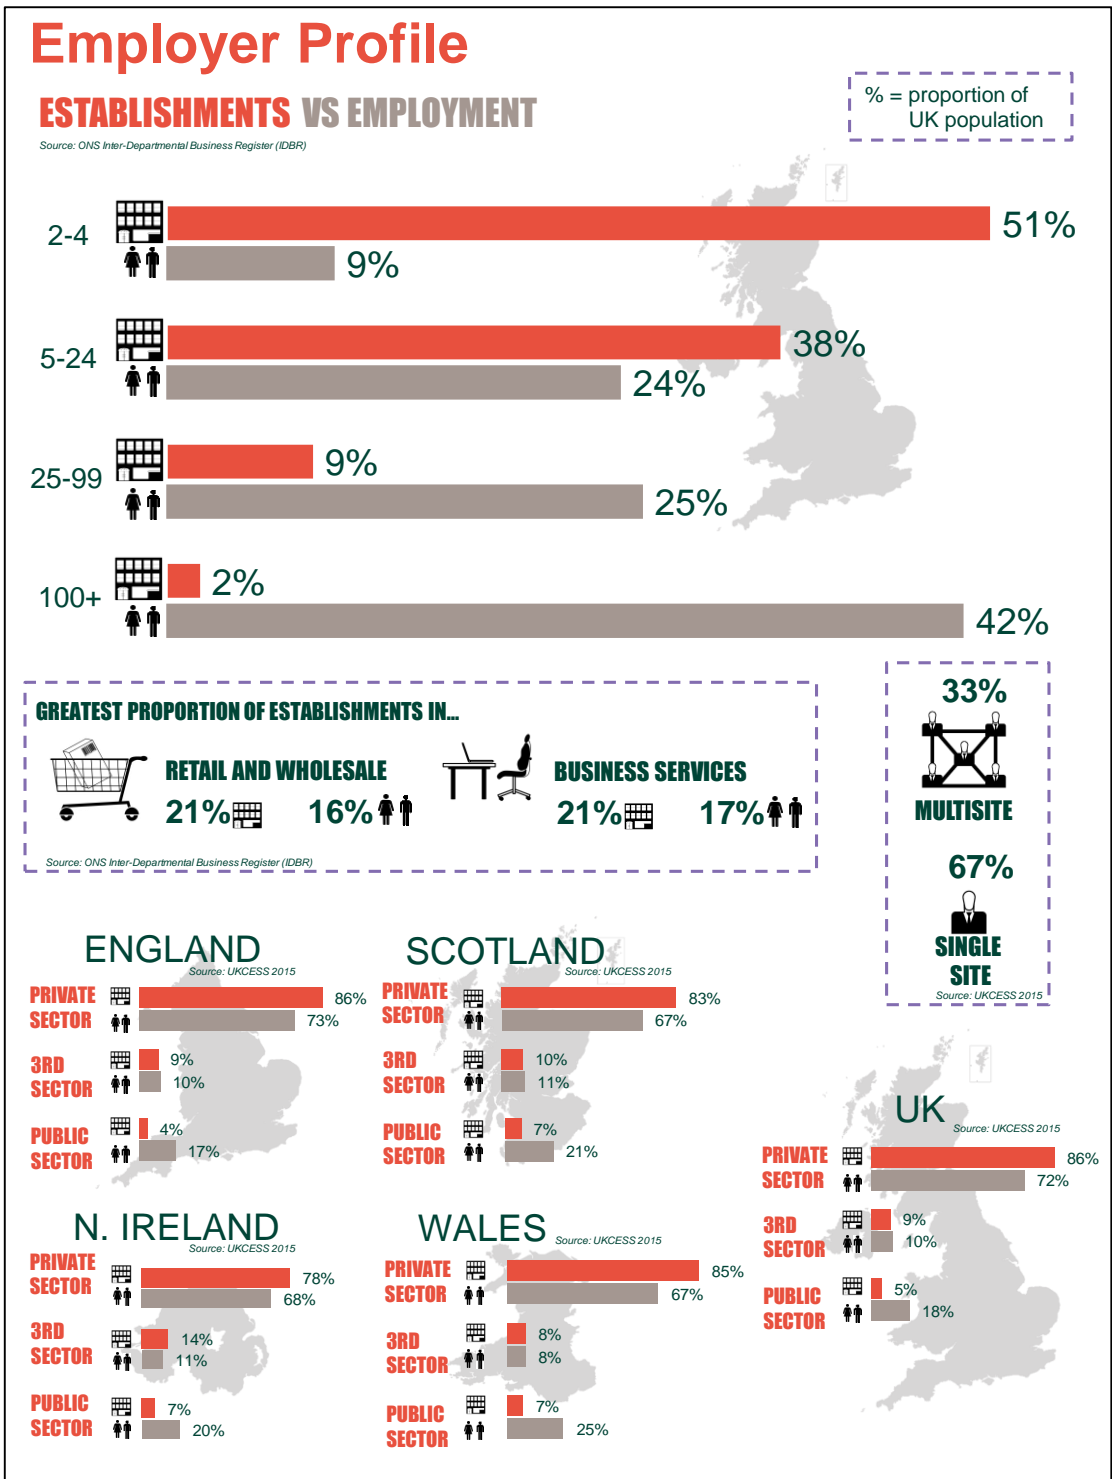 Employer Profile
ESTABLISHMENTS VS EMPLOYMENT
Source: ONS Inter-Departmental Business Register (IDBR)
% = proportion of
UK population
2-4
51%
9%
5-24
38%
24%
25-99
9%
25%
100+
2%
42%
GREATEST PROPORTION OF ESTABLISHMENTS IN...
RETAIL AND WHOLESALE
21% 16%
BUSINESS SERVICES
21% 17%
Source: ONS Inter-Departmental Business Register (IDBR)
33%
MULTISITE
67%
SINGLE
SITE
Source: UKCESS 2015
ENGLAND
Source: UKCESS 2015
PRIVATE
SECTOR
86%
73%
3RD
SECTOR
9%
10%
PUBLIC
SECTOR
4%
17%
SCOTLAND
Source: UKCESS 2015
PRIVATE
SECTOR
83%
67%
3RD
SECTOR
10%
11%
PUBLIC
SECTOR
7%
21%
UK
Source: UKCESS 2015
PRIVATE
SECTOR
86%
72%
3RD
SECTOR
9%
10%
PUBLIC
SECTOR
5%
18%
N. IRELAND
Source: UKCESS 2015
PRIVATE
SECTOR
78%
68%
3RD
SECTOR
14%
11%
PUBLIC
SECTOR
7%
20%
WALES
Source: UKCESS 2015
PRIVATE
SECTOR
85%
67%
3RD
SECTOR
8%
8%
PUBLIC
SECTOR
7%
25%